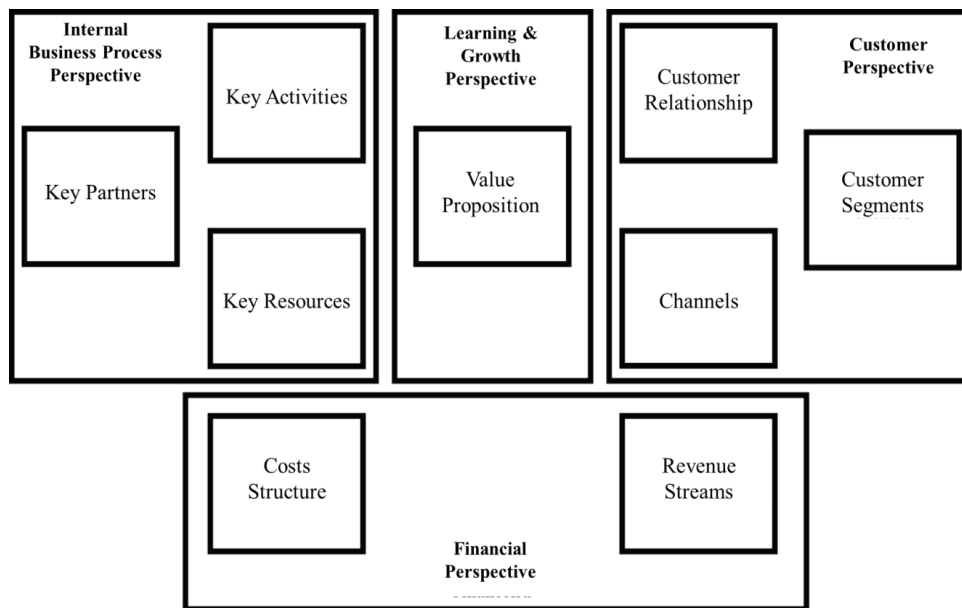 Internal
Business Process
Perspective
Key Activities
Key Partners
Key Resources
Learning &
Growth
Perspective
Value
Proposition
Customer
Relationship
Customer
Perspective
Customer
Segments
Channels
Costs
Structure
Revenue
Streams
Financial
Perspective